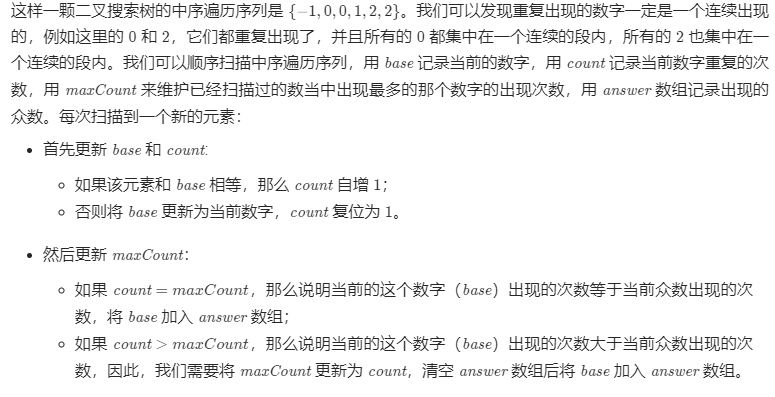 这样一颗二叉搜索树的中序遍历序列是 {−1, 0, 0, 1, 2, 2}。我们可以发现重复出现的数字一定是一个连续出现
的，例如这里的 0 和 2，它们都重复出现了，并且所有的 0 都集中在一个连续的段内，所有的 2 也集中在一
个连续的段内。我们可以顺序扫描中序遍历序列，用 base 记录当前的数字，用 count 记录当前数字重复的次
数，用 maxCount 来维护已经扫描过的数当中出现最多的那个数字的出现次数，用 answer 数组记录出现的
众数。每次扫描到一个新的元素：
• 首先更新 base 和 count:
◦ 如果该元素和 base 相等，那么 count 自增 1；
◦ 否则将 base 更新为当前数字，count 复位为 1。
• 然后更新 maxCount：
◦ 如果 count = maxCount，那么说明当前的这个数字（base）出现的次数等于当前众数出现的次
数，将 base 加入 answer 数组；
◦ 如果 count > maxCount，那么说明当前的这个数字（base）出现的次数大于当前众数出现的次
数，因此，我们需要将 maxCount 更新为 count，清空 answer 数组后将 base 加入 answer 数组。